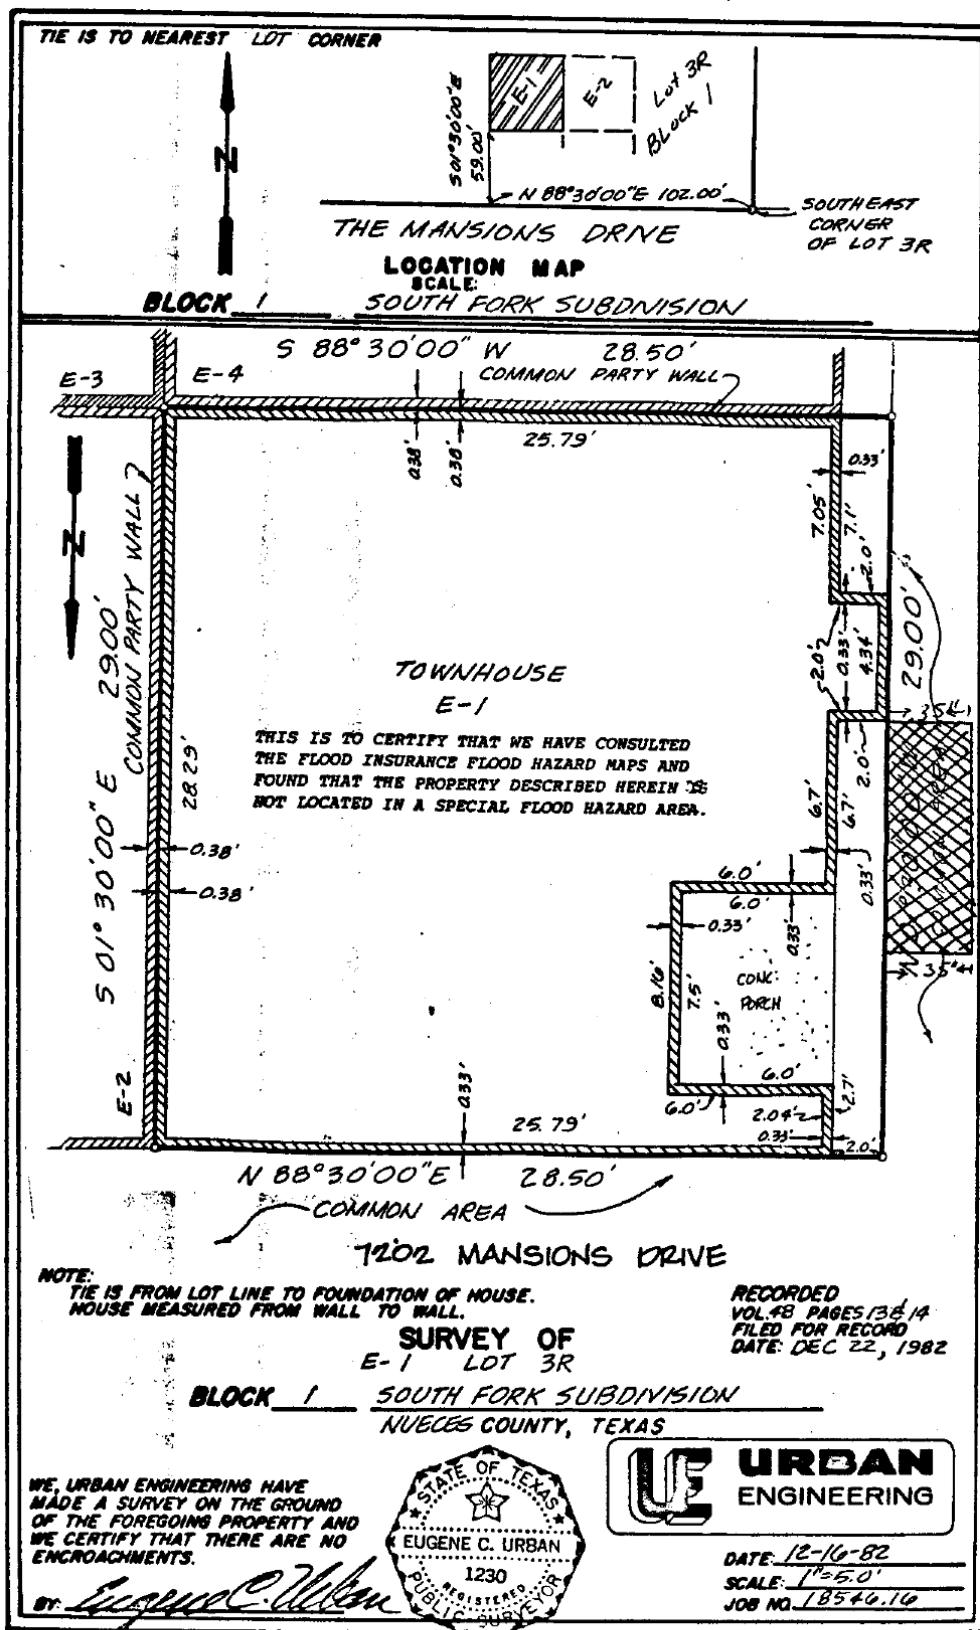 TIE IS TO NEAREST LOT CORNER
N
S 01°30'00" E
59.00'
E-1
E-2
Lot 3R
Block 1
N 88°30'00"E 102.00'
SOUTHEAST
CORNER
OF LOT 3R
THE MANSIONS DRIVE
LOCATION MAP
SCALE:
BLOCK 1 SOUTH FORK SUBDIVISION
S 88°30'00" W 28.50'
E-3
E-4
COMMON PARTY WALL
25.79'
0.38'
0.38'
0.33'
N
7.05'
7.1'
2.0'
COMMON PARTY WALL
S 01°30'00" E 29.00'
2.0'
0.33'
4.34'
29.00'
TOWNHOUSE
E-1
THIS IS TO CERTIFY THAT WE HAVE CONSULTED
THE FLOOD INSURANCE FLOOD HAZARD MAPS AND
FOUND THAT THE PROPERTY DESCRIBED HEREIN IS
NOT LOCATED IN A SPECIAL FLOOD HAZARD AREA.
28.29'
6.7'
6.7'
2.0'
0.38'
0.38'
0.33'
6.0'
6.0'
0.33'
0.33'
8.16'
7.5'
CONC.
PORCH
0.33'
6.0'
6.0'
2.7'
2.04'
0.33'
2.0'
E-2
0.33'
25.79'
N 88°30'00"E 28.50'
COMMON AREA
7202 MANSIONS DRIVE
NOTE:
TIE IS FROM LOT LINE TO FOUNDATION OF HOUSE.
HOUSE MEASURED FROM WALL TO WALL.
RECORDED
VOL.48 PAGES 13&14
FILED FOR RECORD
DATE: DEC 22, 1982
SURVEY OF
E-1 LOT 3R
BLOCK 1 SOUTH FORK SUBDIVISION
NUECES COUNTY, TEXAS
WE, URBAN ENGINEERING HAVE
MADE A SURVEY ON THE GROUND
OF THE FOREGOING PROPERTY AND
WE CERTIFY THAT THERE ARE NO
ENCROACHMENTS.
BY: Eugene C. Urban
STATE OF TEXAS
EUGENE C. URBAN
1230
REGISTERED
PUBLIC SURVEYOR
UE URBAN
ENGINEERING
DATE: 12-16-82
SCALE: 1"=5.0'
JOB NO. 18546.16